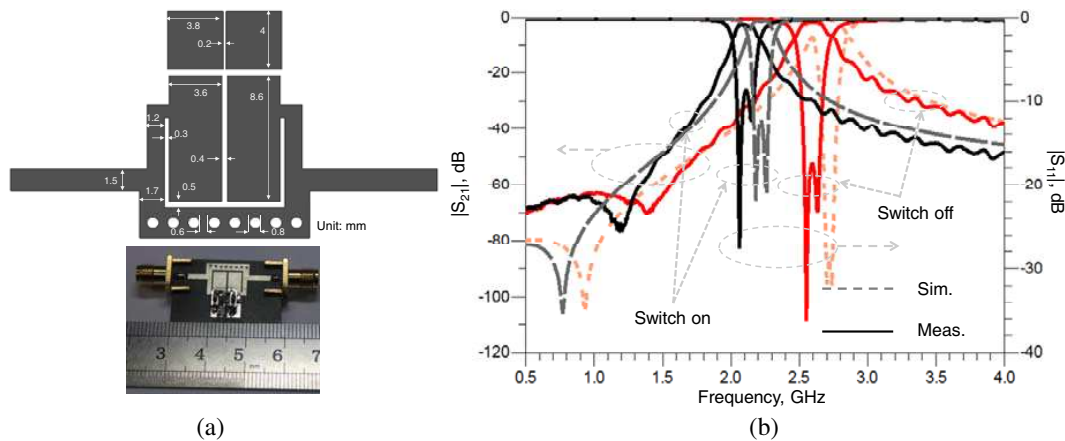 3.8
4
0.2
3.6
8.6
1.2
0.3
0.4
1.5
0.5
1.7
Unit: mm
0.6
0.8
3 4 5 6 7
(a)
0
-20
-40
-60
-80
-100
-120
|S21|, dB
0
-10
-20
-30
-40
|S11|, dB
Switch off
Switch on
Sim.
Meas.
0.5 1.0 1.5 2.0 2.5 3.0 3.5 4.0
Frequency, GHz
(b)